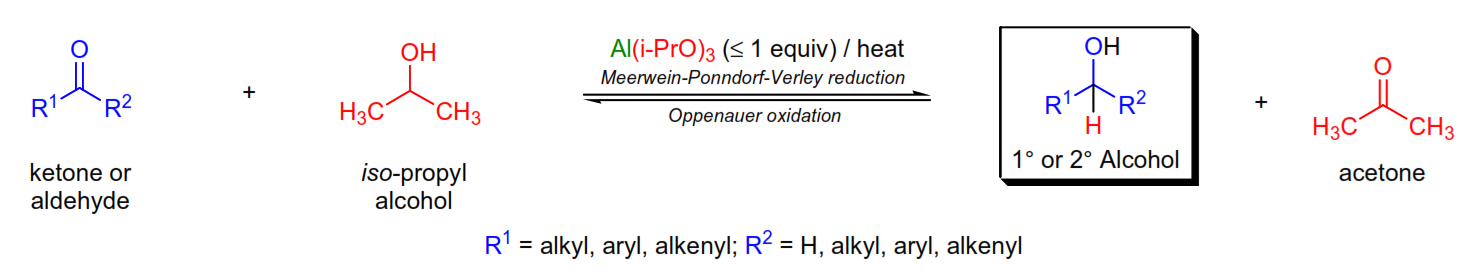 O
R1 R2
+
OH
H3C CH3
Al(i-PrO)3 (≤ 1 equiv) / heat
Meerwein-Ponndorf-Verley reduction
Oppenauer oxidation
OH
R1 R2
H
1° or 2° Alcohol
+
O
H3C CH3
ketone or
aldehyde
iso-propyl
alcohol
acetone
R1 = alkyl, aryl, alkenyl; R2 = H, alkyl, aryl, alkenyl